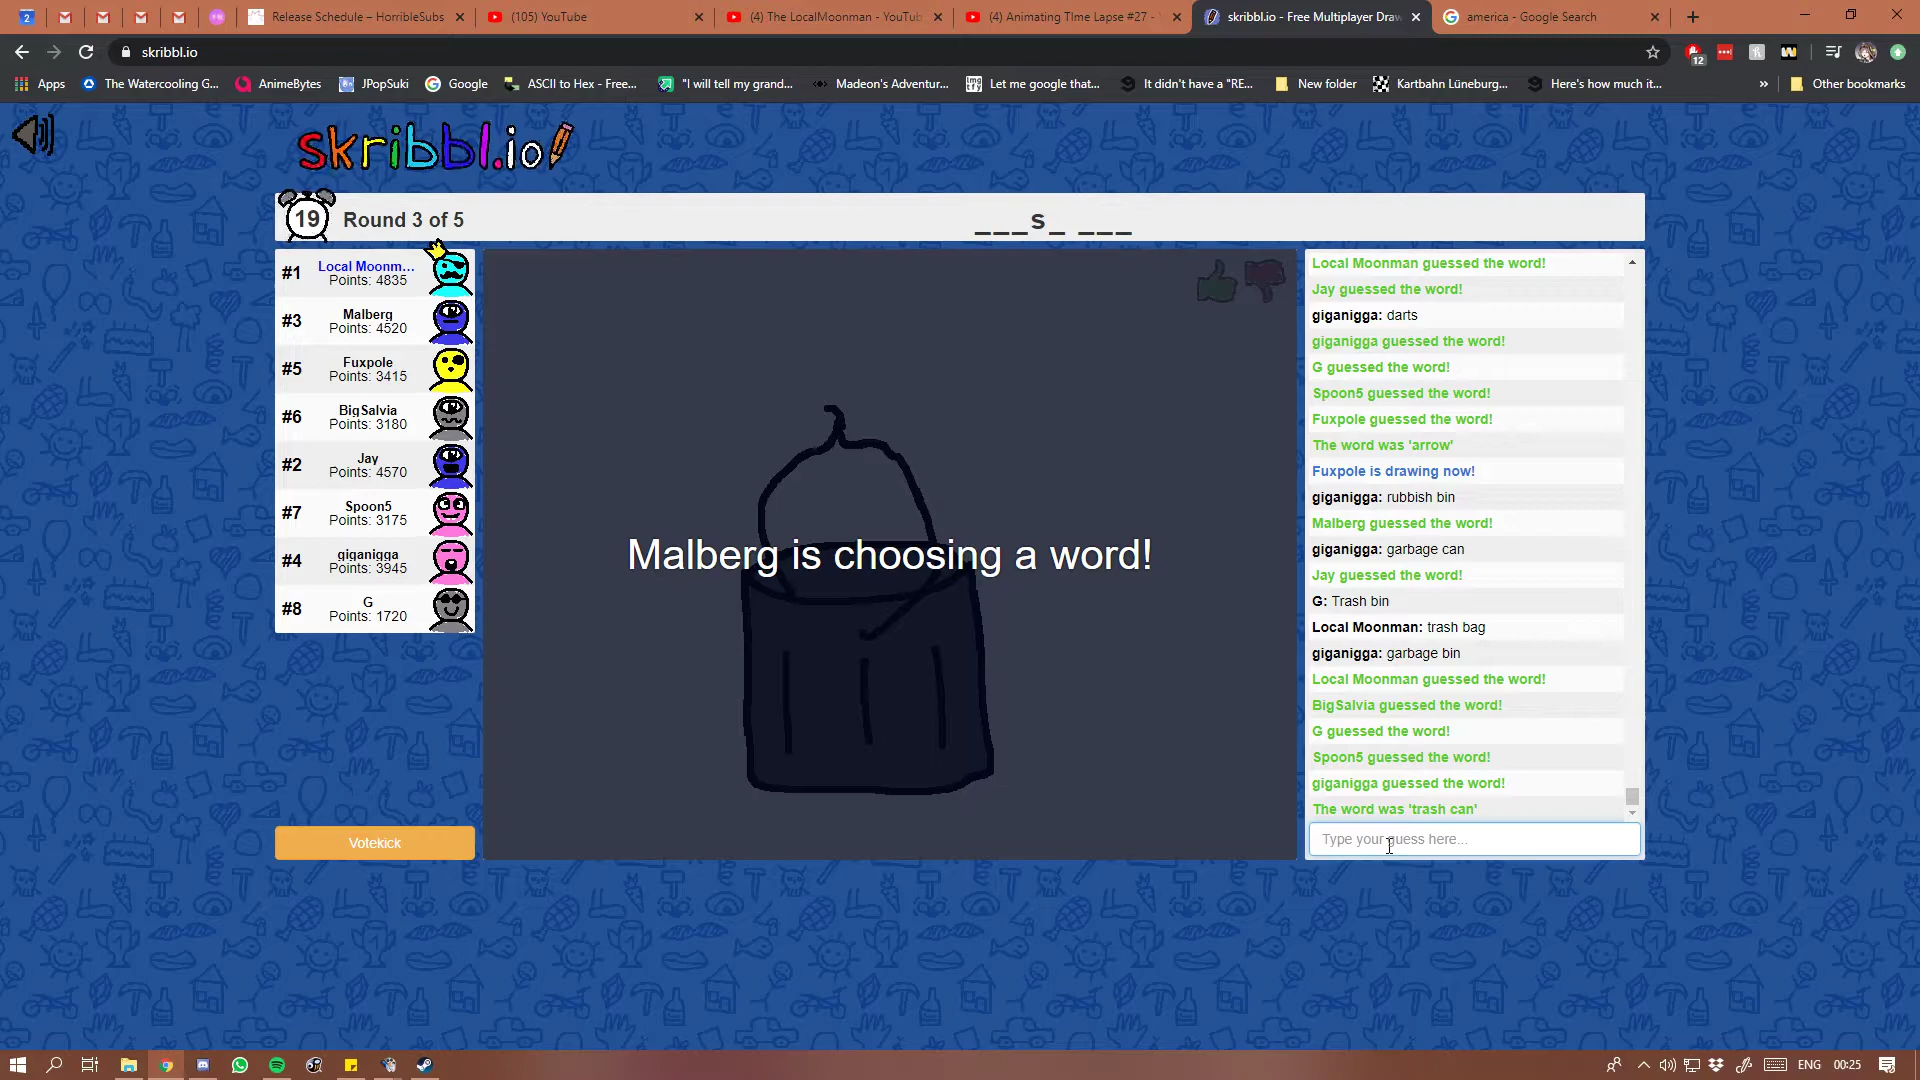 2
Release Schedule – HorribleSubs
(105) YouTube
(4) The LocalMoonman - YouTub
(4) Animating TIme Lapse #27 - Y
skribbl.io - Free Multiplayer Draw
america - Google Search
skribbl.io
12
Apps
The Watercooling G...
AnimeBytes
JPopSuki
Google
ASCII to Hex - Free...
"I will tell my grand...
Madeon's Adventur...
Let me google that...
It didn't have a "RE...
New folder
Kartbahn Lüneburg...
Here's how much it...
»
Other bookmarks
skribbl.io
19
Round 3 of 5
___s_ ___
#1
Local Moonm...
Points: 4835
#3
Malberg
Points: 4520
#5
Fuxpole
Points: 3415
#6
BigSalvia
Points: 3180
#2
Jay
Points: 4570
#7
Spoon5
Points: 3175
#4
giganigga
Points: 3945
#8
G
Points: 1720
Votekick
Malberg is choosing a word!
Local Moonman guessed the word!
Jay guessed the word!
giganigga: darts
giganigga guessed the word!
G guessed the word!
Spoon5 guessed the word!
Fuxpole guessed the word!
The word was 'arrow'
Fuxpole is drawing now!
giganigga: rubbish bin
Malberg guessed the word!
giganigga: garbage can
Jay guessed the word!
G: Trash bin
Local Moonman: trash bag
giganigga: garbage bin
Local Moonman guessed the word!
BigSalvia guessed the word!
G guessed the word!
Spoon5 guessed the word!
giganigga guessed the word!
The word was 'trash can'
Type your guess here...
ENG
00:25